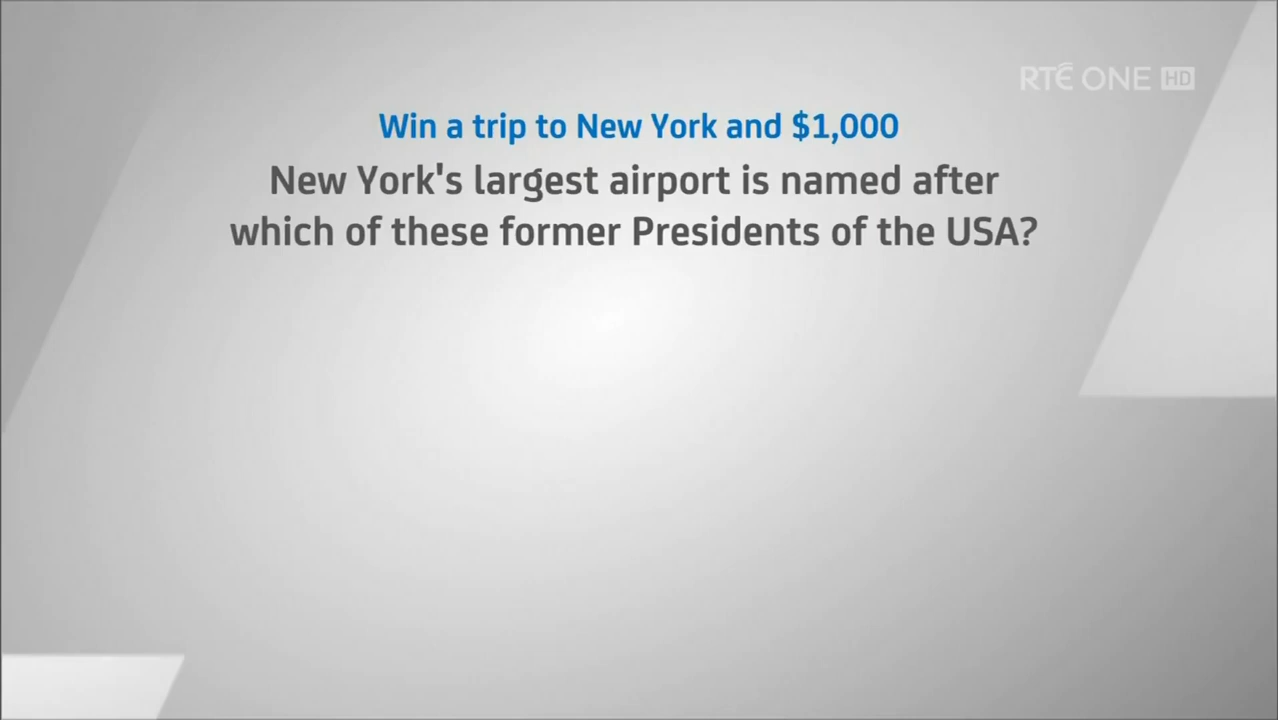 RTÉ ONE HD
Win a trip to New York and $1,000
New York's largest airport is named after
which of these former Presidents of the USA?